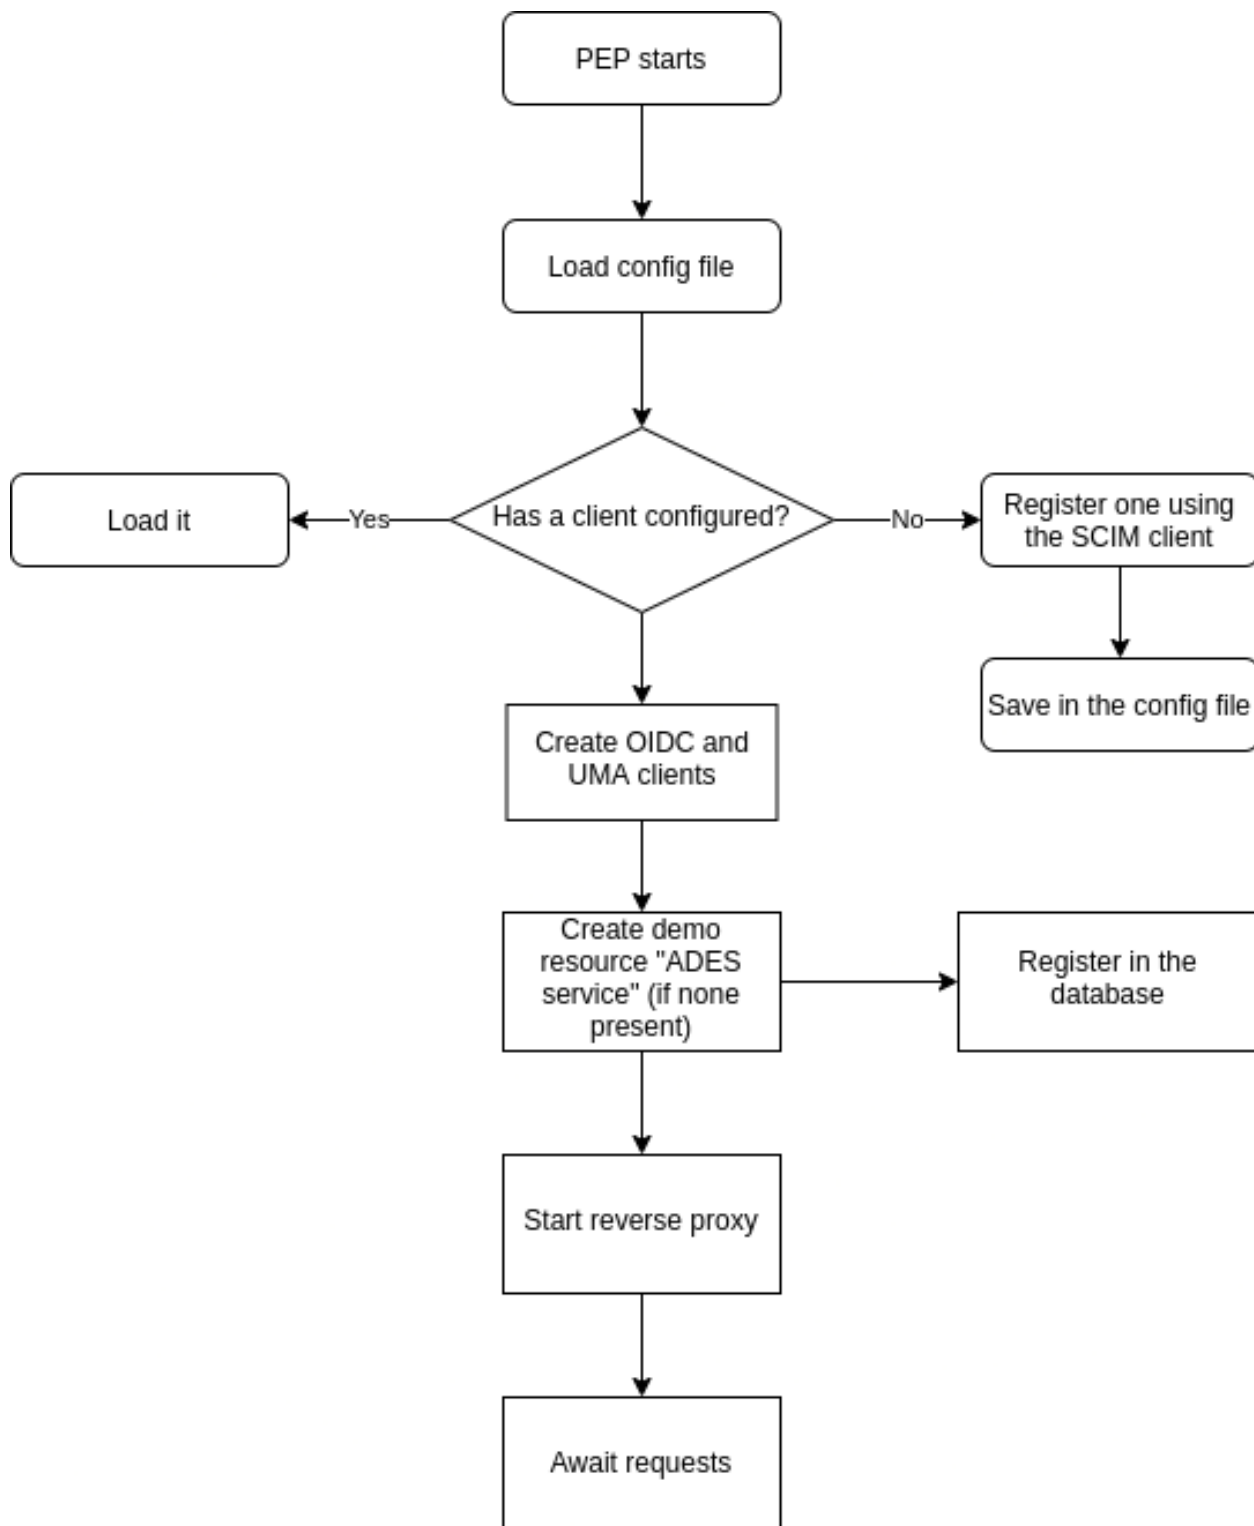 PEP starts
Load config file
Has a client configured?
Yes
Load it
No
Register one using
the SCIM client
Save in the config file
Create OIDC and
UMA clients
Create demo
resource "ADES
service" (if none
present)
Register in the
database
Start reverse proxy
Await requests